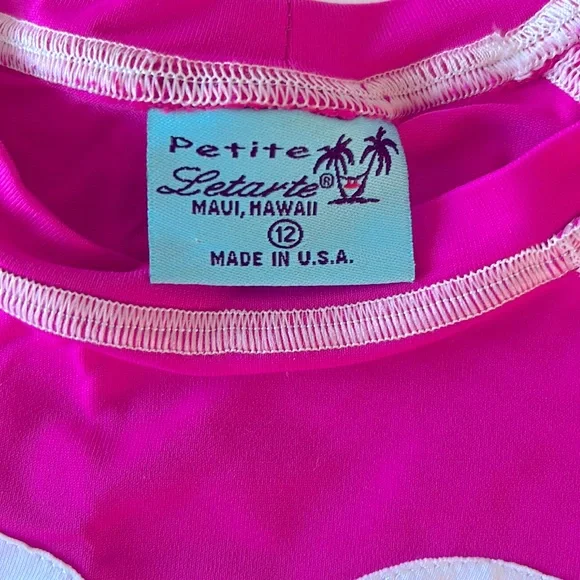 Petite
Letarte®
MAUI, HAWAII
12
MADE IN U.S.A.